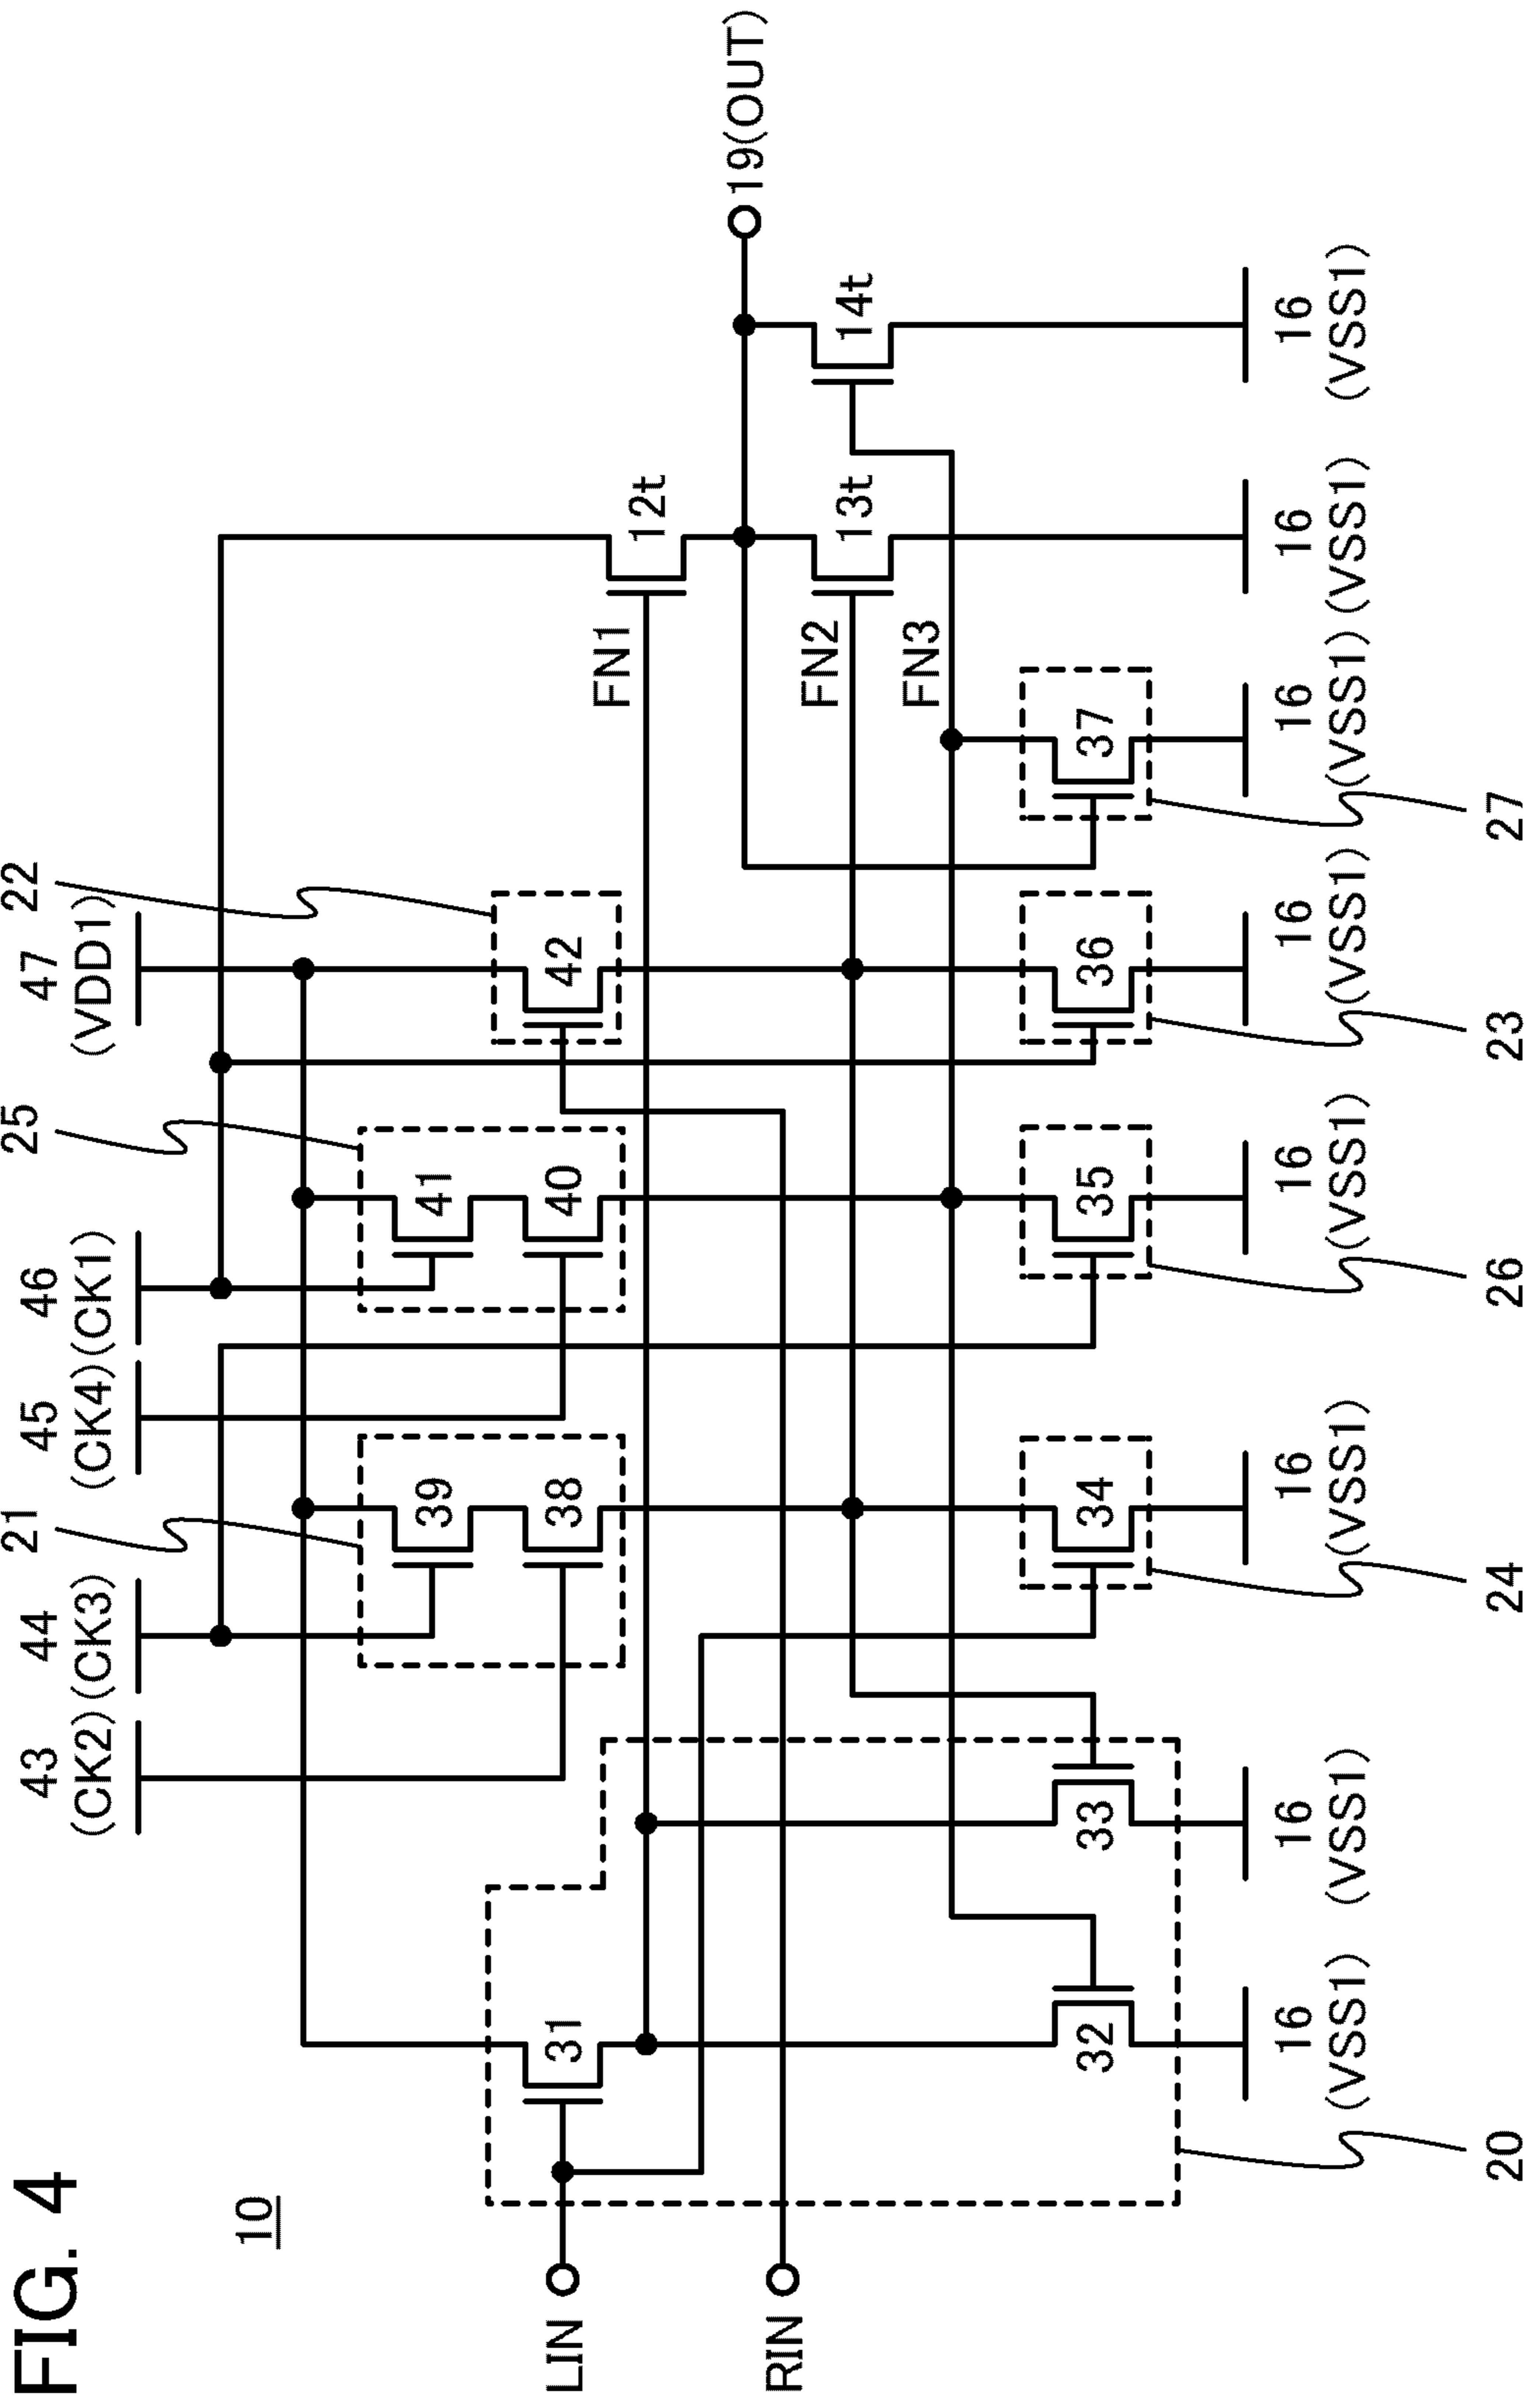 FIG. 4
10
43
(CK2)
44
(CK3)
21
45
(CK4)
46
(CK1)
25
47
(VDD1)
22
LIN
RIN
31
39
38
41
40
42
FN1
12t
19(OUT)
FN2
13t
14t
FN3
32
33
34
35
36
37
16
(VSS1)
16
(VSS1)
16
(VSS1)
16
(VSS1)
16
(VSS1)
16
(VSS1)
16
(VSS1)
16
(VSS1)
20
24
26
23
27